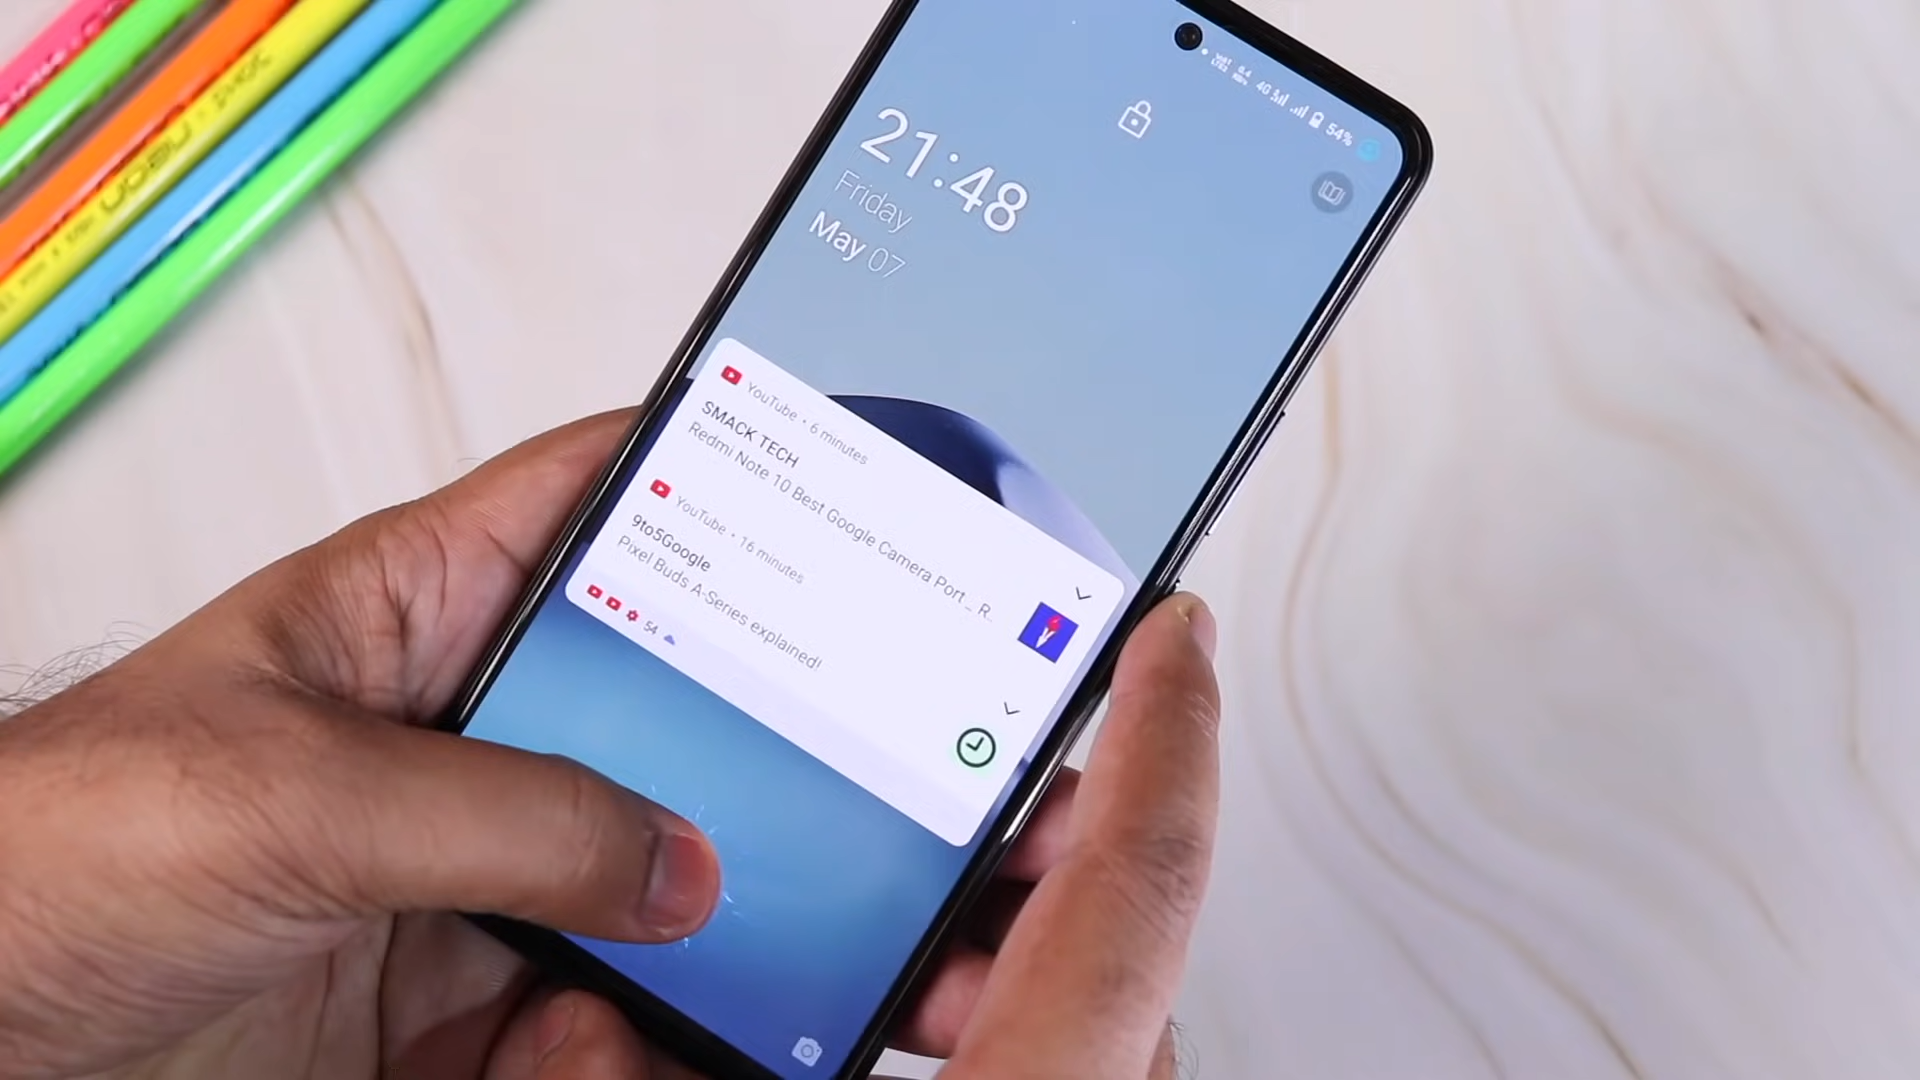 4G
54%
21:48
Friday
May 07
YouTube • 6 minutes
SMACK TECH
Redmi Note 10 Best Google Camera Port _ R..
YouTube • 16 minutes
9to5Google
Pixel Buds A-Series explained!
54